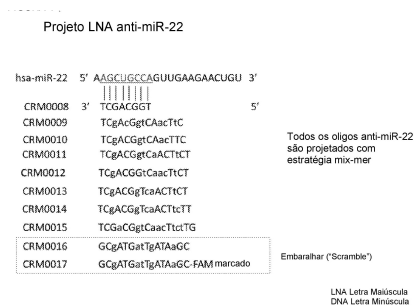 Projeto LNA anti-miR-22
hsa-miR-22 5' AAGCUGCCAGUUGAAGAACUGU 3'
CRM0008 3' TCGACGGT 5'
CRM0009 TCgAcGgtCAacTtC
CRM0010 TCgACGgtCAacTTC
CRM0011 TCgACGgtCaACTtCT
CRM0012 TCgACGgtCaacTtCT
CRM0013 TCgACGgTcaACTtCT
CRM0014 TCgACGgTcaACTtcTT
CRM0015 TCGaCGgtCaacTtctTG
CRM0016 GCgATGatTgATAaGC
CRM0017 GCgATGatTgATAaGC-FAM marcado
Todos os oligos anti-miR-22
são projetados com
estratégia mix-mer
Embaralhar ("Scramble")
LNA Letra Maiúscula
DNA Letra Minúscula